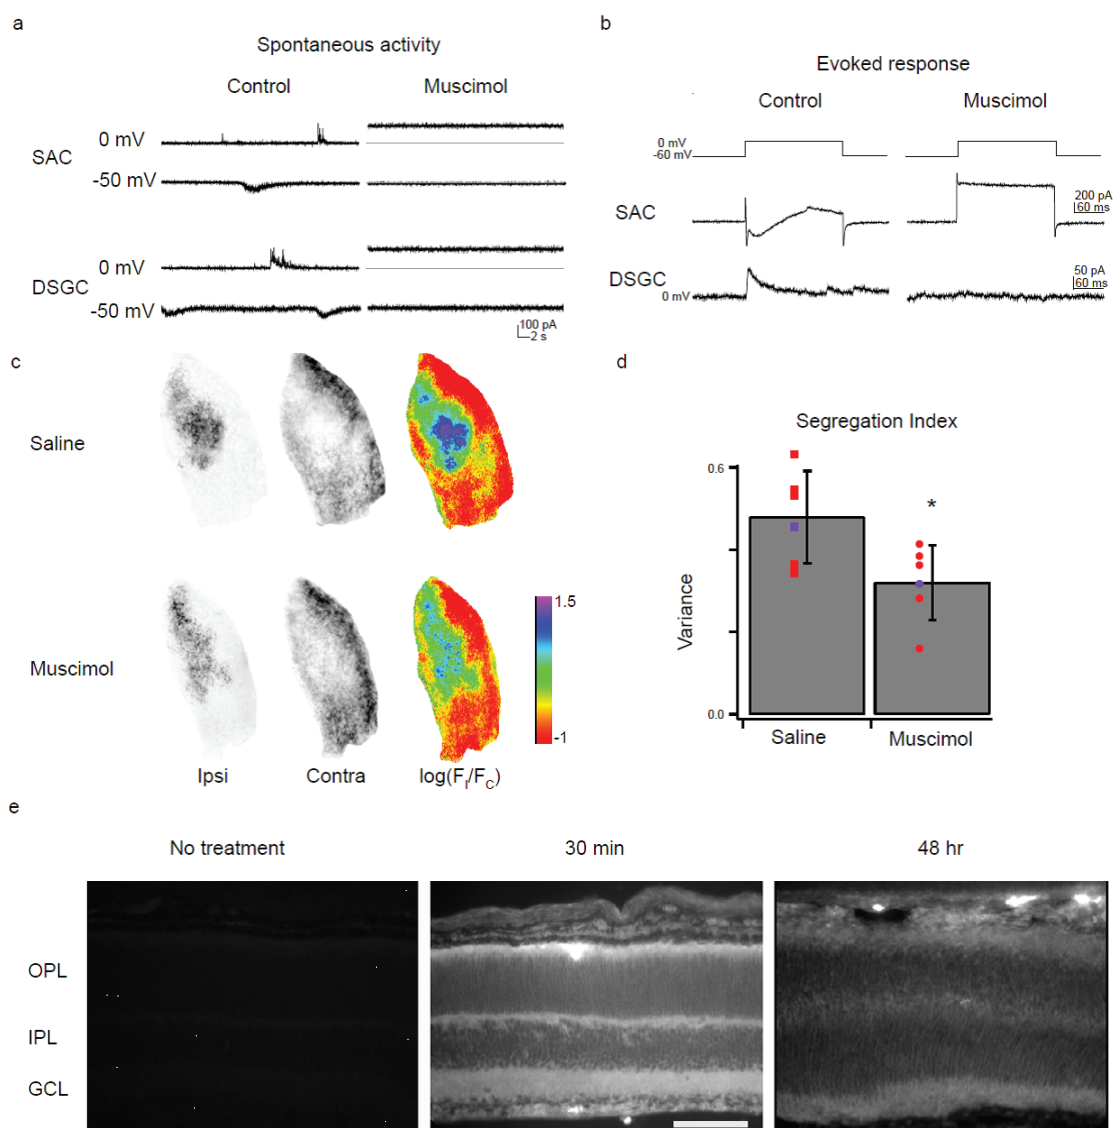 a
Spontaneous activity
Control
Muscimol
SAC
0 mV
-50 mV
DSGC
0 mV
-50 mV
100 pA
2 s
b
Evoked response
Control
Muscimol
0 mV
-60 mV
SAC
200 pA
60 ms
DSGC
0 mV
50 pA
60 ms
c
Saline
Muscimol
1.5
-1
Ipsi
Contra
log(F_I/F_C)
d
Segregation Index
0.6
*
Variance
0.0
Saline
Muscimol
e
No treatment
30 min
48 hr
OPL
IPL
GCL